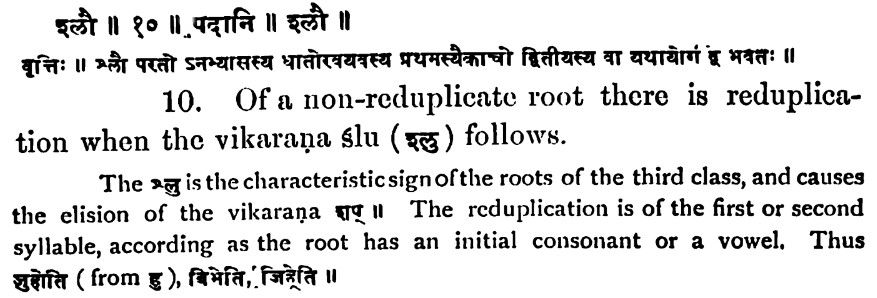 श्लौ ॥ १० ॥ पदानि ॥ श्लौ ॥
वृत्तिः ॥ श्लौ परतो ऽनभ्यासस्य धातोरवयवस्य प्रथमस्यैकाचो द्वितीयस्य वा यथायोगं द्वे भवतः ॥
10. Of a non-reduplicate root there is reduplica-
tion when the vikaraṇa ślu (श्लु) follows.
The श्लु is the characteristic sign of the roots of the third class, and causes
the elision of the vikaraṇa शप् ॥ The reduplication is of the first or second
syllable, according as the root has an initial consonant or a vowel. Thus
जुहोति (from हु), बिभेति, जिह्रेति ॥